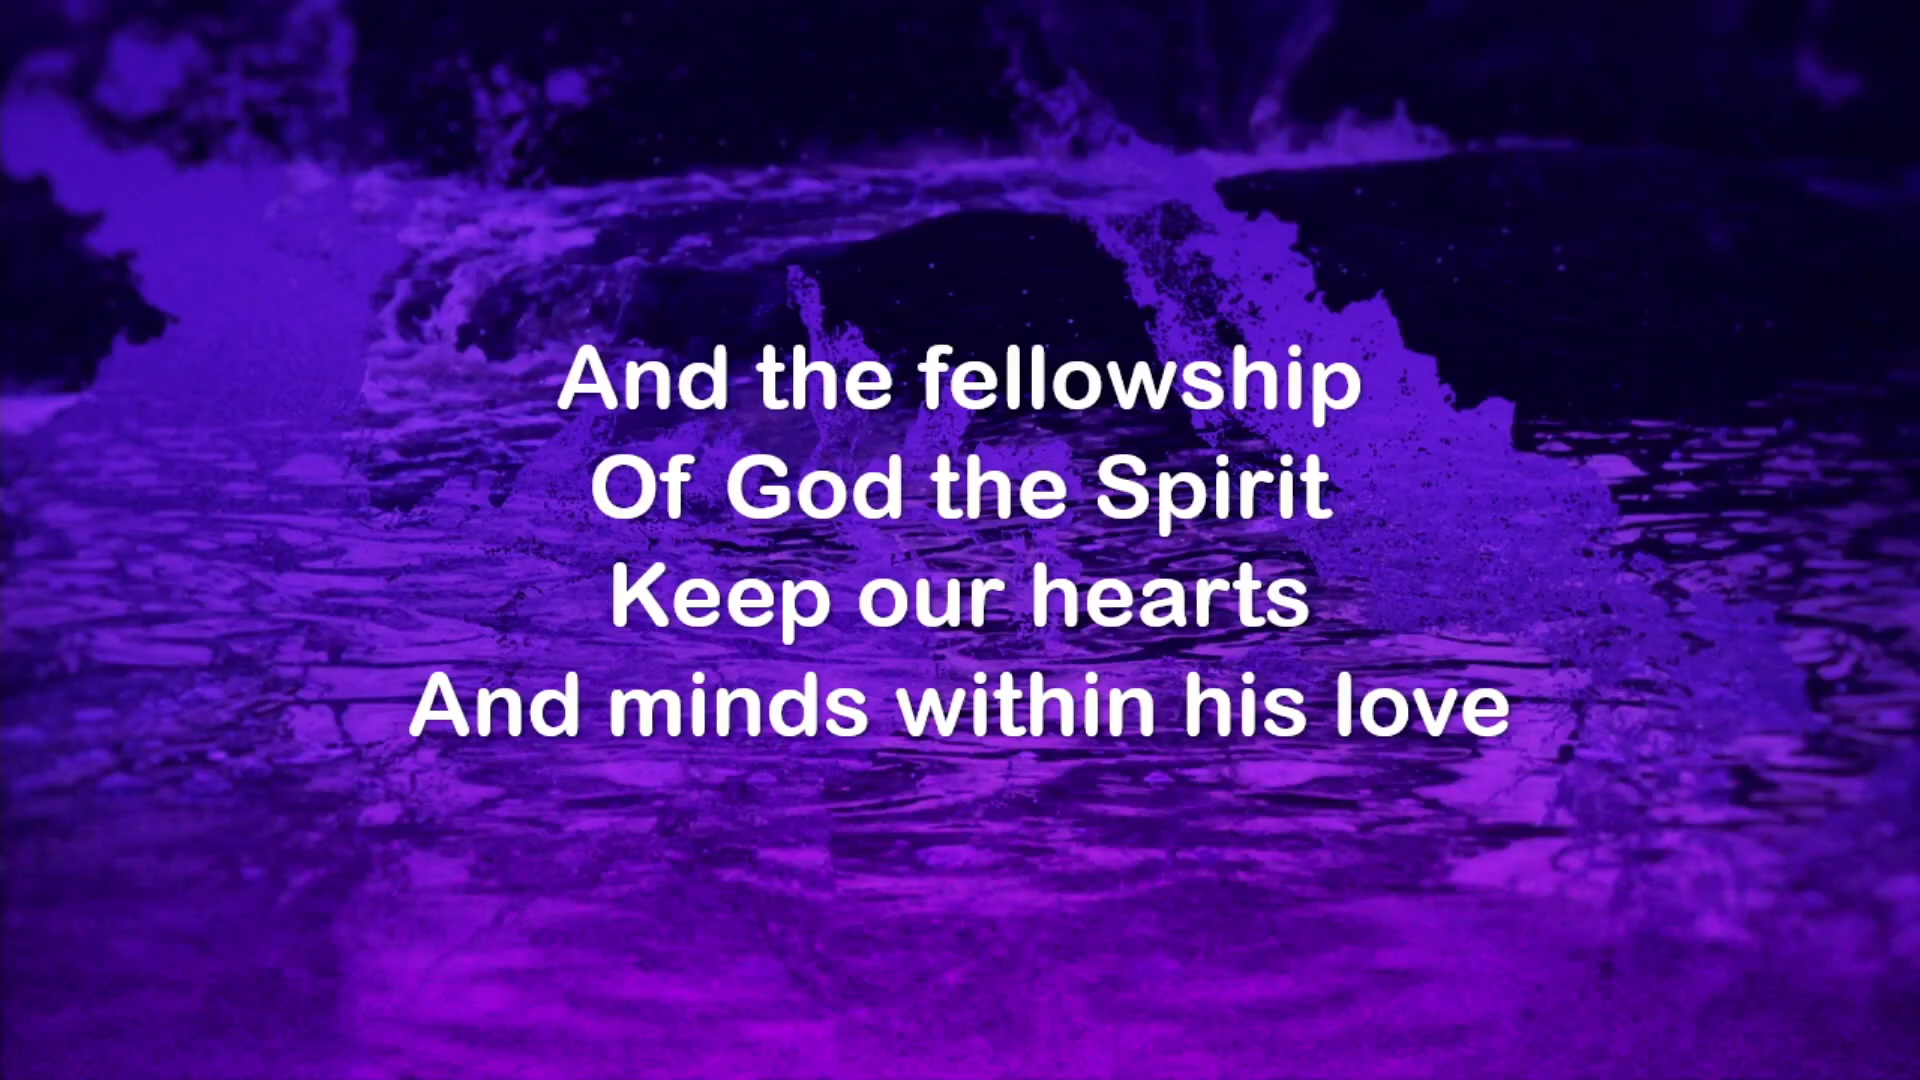 And the fellowship
Of God the Spirit
Keep our hearts
And minds within his love